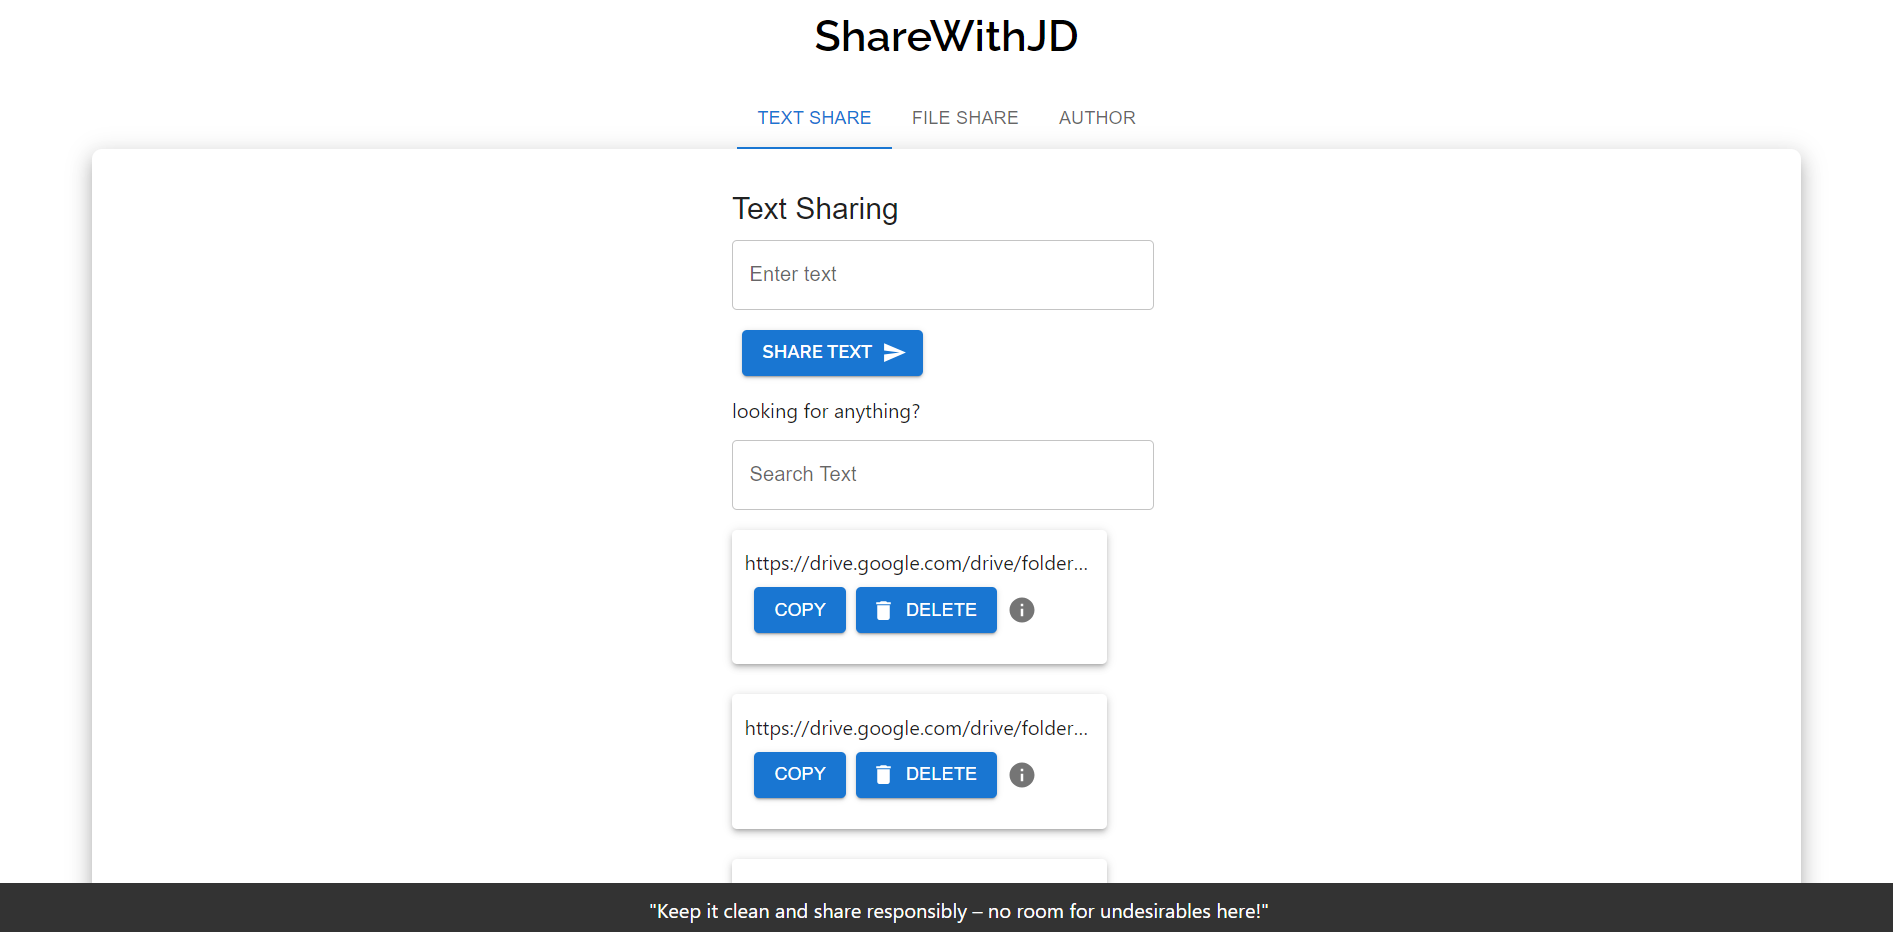 ShareWithJD
TEXT SHARE FILE SHARE AUTHOR
Text Sharing
Enter text
SHARE TEXT
looking for anything?
Search Text
https://drive.google.com/drive/folder...
COPY DELETE
https://drive.google.com/drive/folder...
COPY DELETE
"Keep it clean and share responsibly – no room for undesirables here!"